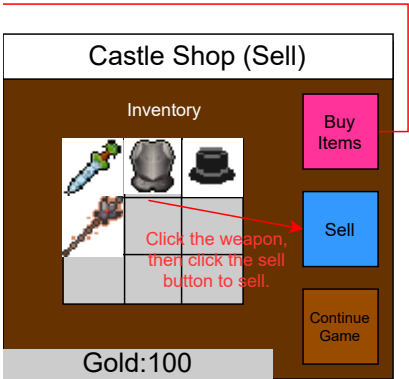 Castle Shop (Sell)
Inventory
Buy
Items
Click the weapon,
then click the sell
button to sell.
Sell
Continue
Game
Gold:100